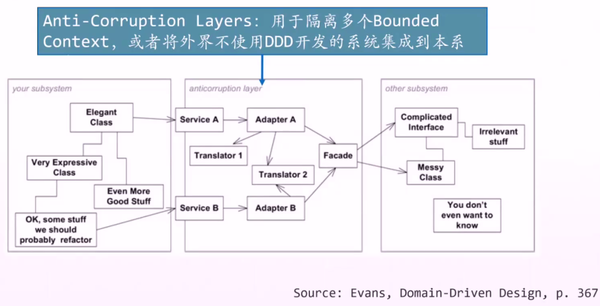 Anti-Corruption Layers: 用于隔离多个Bounded
Context, 或者将外界不使用DDD开发的系统集成到本系
your subsystem
Elegant
Class
Very Expressive
Class
Even More
Good Stuff
OK, some stuff
we should
probably refactor
anticorruption layer
Service A
Adapter A
Translator 1
Translator 2
Facade
Service B
Adapter B
other subsystem
Complicated
Interface
Irrelevant
stuff
Messy
Class
You don't
even want to
know
Source: Evans, Domain-Driven Design, p. 367